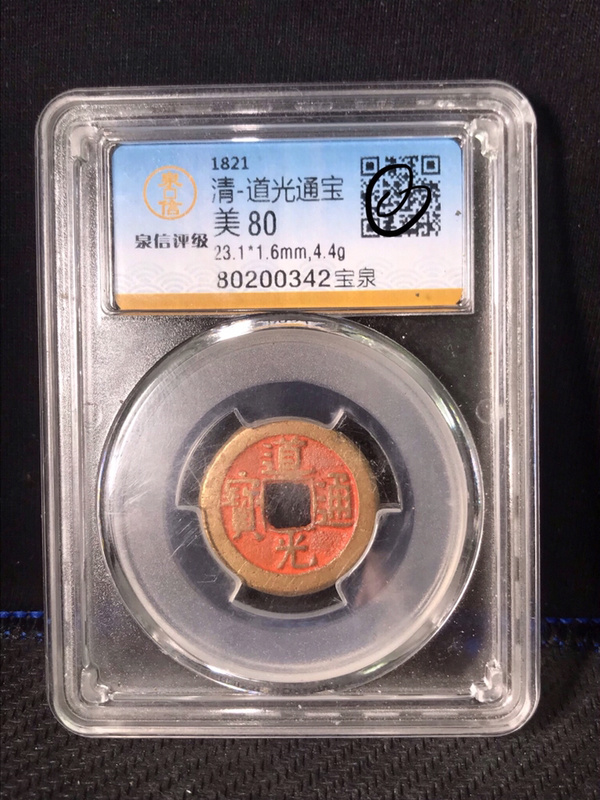 泉信
泉信评级
1821
清-道光通宝
美 80
23.1*1.6mm,4.4g
80200342宝泉
道
寳 通
光